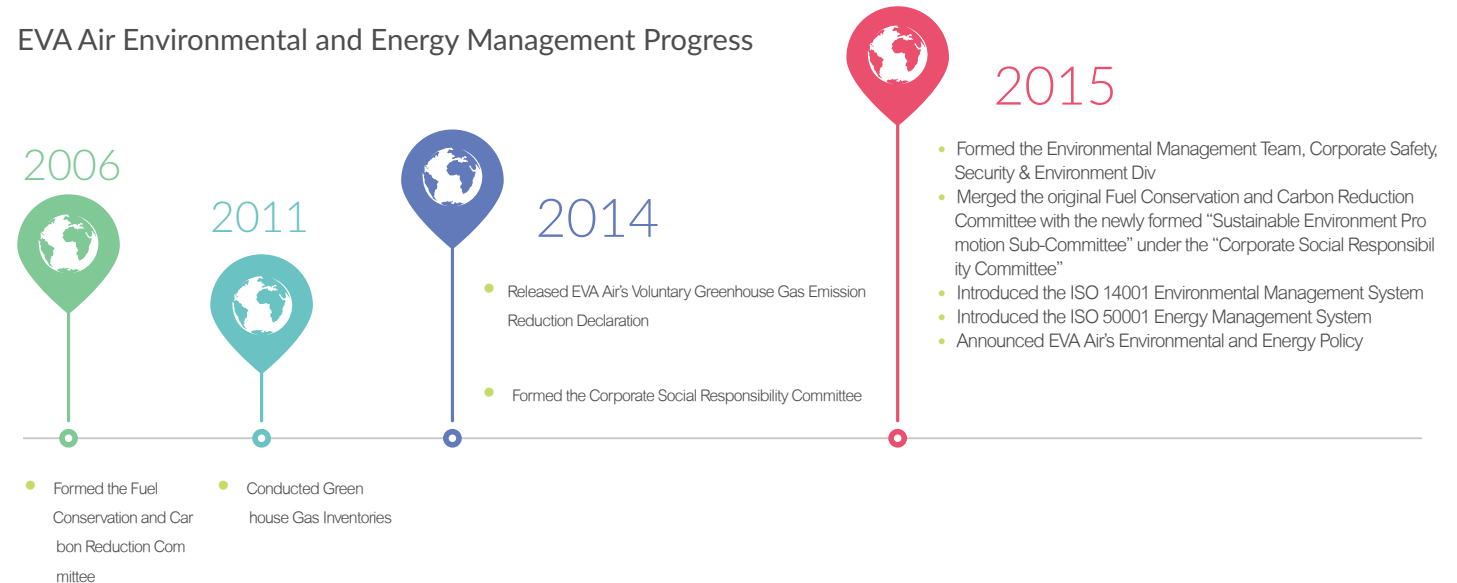 EVA Air Environmental and Energy Management Progress
2006
Formed the Fuel
Conservation and Car
bon Reduction Com
mittee
2011
Conducted Green
house Gas Inventories
2014
Released EVA Air's Voluntary Greenhouse Gas Emission
Reduction Declaration
Formed the Corporate Social Responsibility Committee
2015
Formed the Environmental Management Team, Corporate Safety,
Security & Environment Div
Merged the original Fuel Conservation and Carbon Reduction
Committee with the newly formed “Sustainable Environment Pro
motion Sub-Committee” under the “Corporate Social Responsibil
ity Committee”
Introduced the ISO 14001 Environmental Management System
Introduced the ISO 50001 Energy Management System
Announced EVA Air's Environmental and Energy Policy